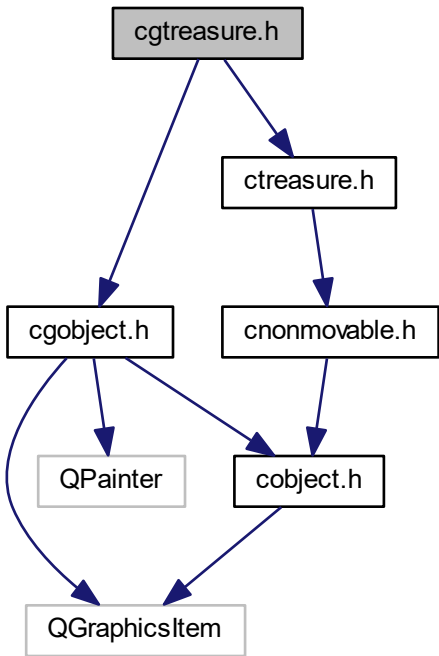 cgtreasure.h
ctreasure.h
cgobject.h
cnonmovable.h
QPainter
cobject.h
QGraphicsItem